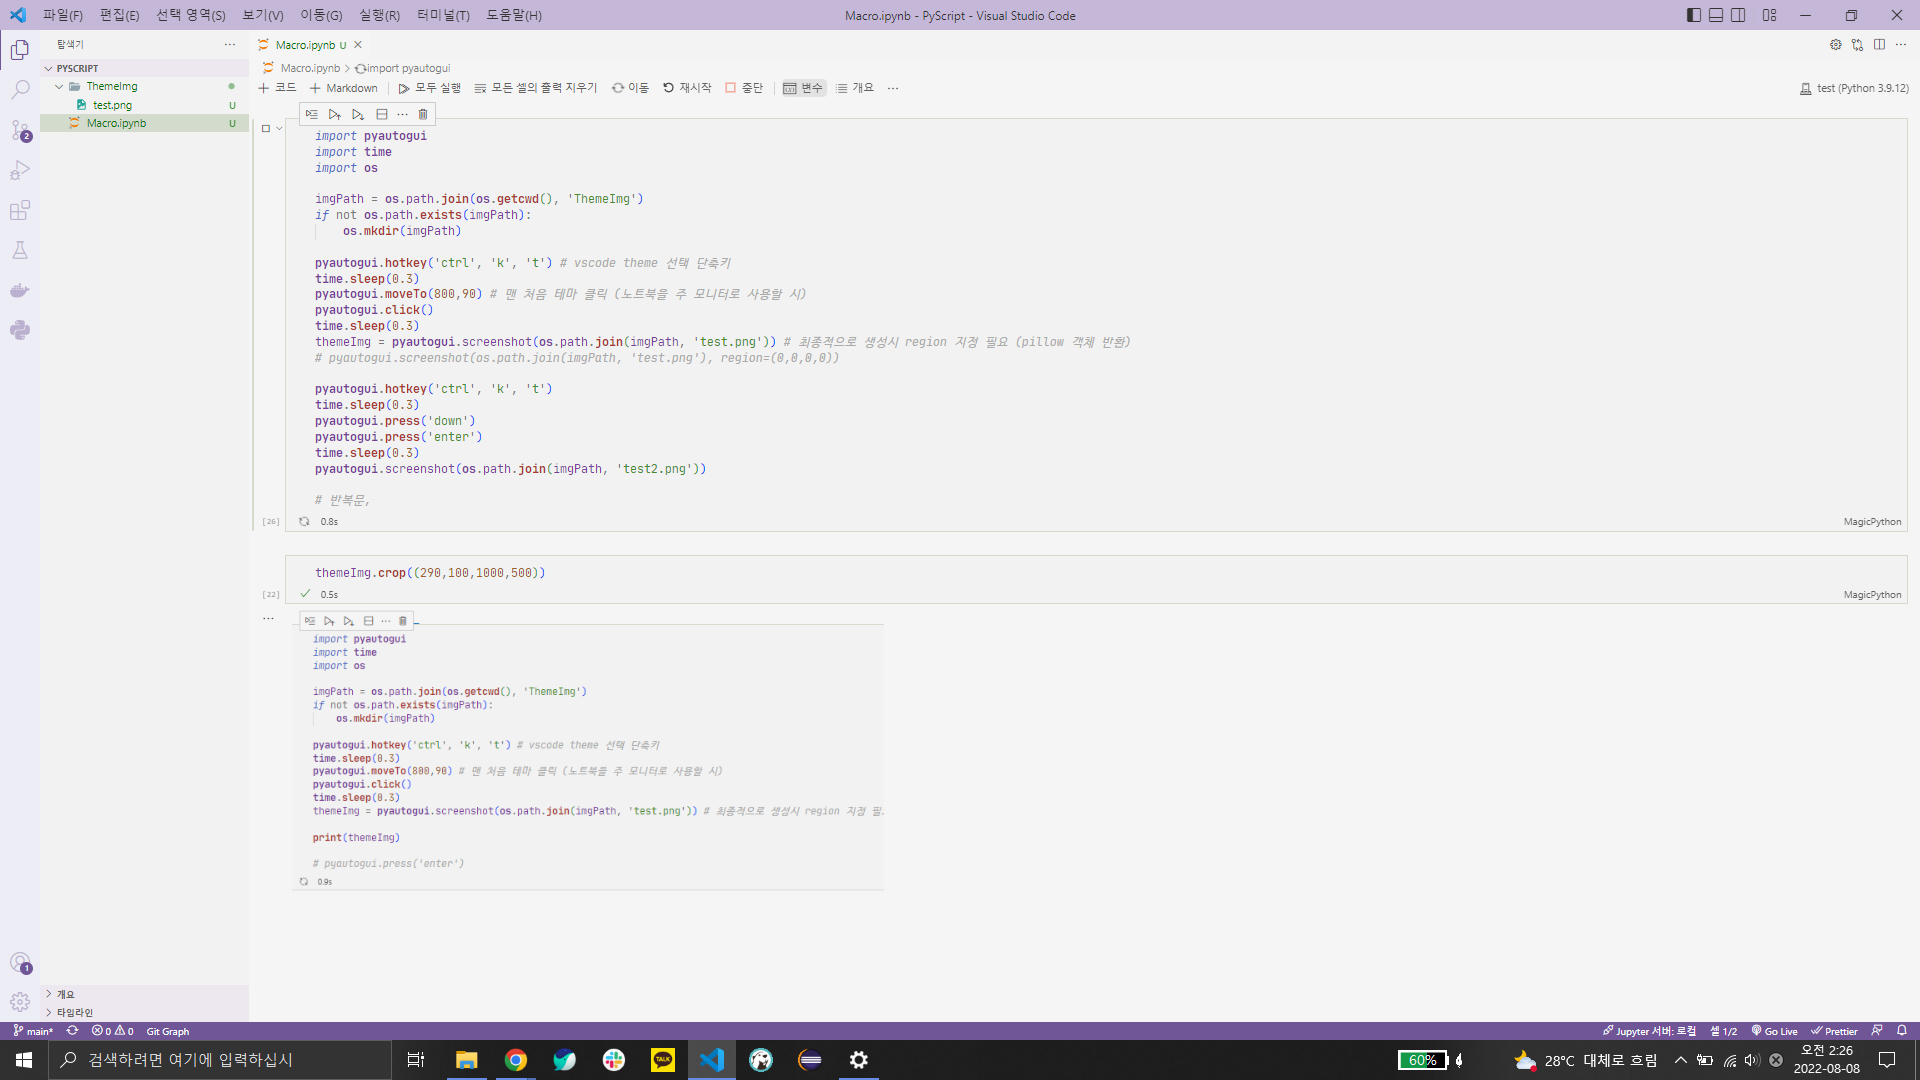 파일(F) 편집(E) 선택 영역(S) 보기(V) 이동(G) 실행(R) 터미널(T) 도움말(H)
Macro.ipynb - PyScript - Visual Studio Code
탐색기
PYSCRIPT
ThemeImg
test.png U
Macro.ipynb U
2
1
개요
타임라인
Macro.ipynb U
Macro.ipynb > import pyautogui
코드 Markdown 모두 실행 모든 셀의 출력 지우기 이동 재시작 중단 변수 개요 ...
test (Python 3.9.12)
import pyautogui
import time
import os
imgPath = os.path.join(os.getcwd(), 'ThemeImg')
if not os.path.exists(imgPath):
    os.mkdir(imgPath)
pyautogui.hotkey('ctrl', 'k', 't') # vscode theme 선택 단축키
time.sleep(0.3)
pyautogui.moveTo(800,90) # 맨 처음 테마 클릭 (노트북을 주 모니터로 사용할 시)
pyautogui.click()
time.sleep(0.3)
themeImg = pyautogui.screenshot(os.path.join(imgPath, 'test.png')) # 최종적으로 생성시 region 지정 필요 (pillow 객체 반환)
# pyautogui.screenshot(os.path.join(imgPath, 'test.png'), region=(0,0,0,0))
pyautogui.hotkey('ctrl', 'k', 't')
time.sleep(0.3)
pyautogui.press('down')
pyautogui.press('enter')
time.sleep(0.3)
pyautogui.screenshot(os.path.join(imgPath, 'test2.png'))
# 반복문,
[26] 0.8s MagicPython
themeImg.crop((290,100,1000,500))
[22] 0.5s MagicPython
import pyautogui
import time
import os
imgPath = os.path.join(os.getcwd(), 'ThemeImg')
if not os.path.exists(imgPath):
    os.mkdir(imgPath)
pyautogui.hotkey('ctrl', 'k', 't') # vscode theme 선택 단축키
time.sleep(0.3)
pyautogui.moveTo(800,90) # 맨 처음 테마 클릭 (노트북을 주 모니터로 사용할 시)
pyautogui.click()
time.sleep(0.3)
themeImg = pyautogui.screenshot(os.path.join(imgPath, 'test.png')) # 최종적으로 생성시 region 지정
print(themeImg)
# pyautogui.press('enter')
0.9s
main* 0 0 Git Graph
Jupyter 서버: 로컬 셀 1/2 Go Live Prettier
검색하려면 여기에 입력하십시
TALK
60%
28°C 대체로 흐림
오전 2:26
2022-08-08